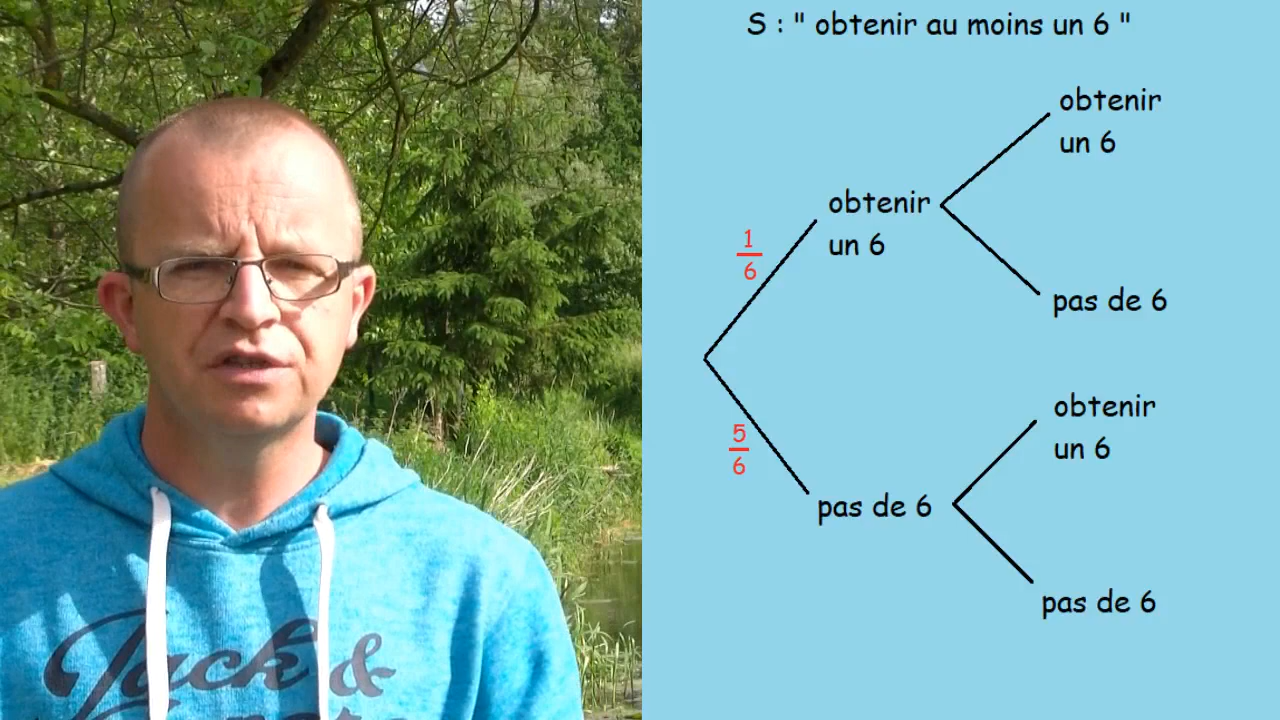 S : " obtenir au moins un 6 "
obtenir
un 6
obtenir
un 6
1
6
pas de 6
obtenir
un 6
5
6
pas de 6
pas de 6
Jack &